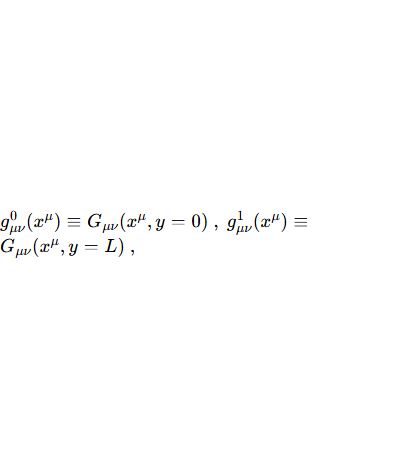 $g^0_{\mu\nu}(x^\mu) \equiv G_{\mu\nu}(x^\mu, y = 0)\ ,\ g^1_{\mu\nu}(x^\mu) \equiv$
$G_{\mu\nu}(x^\mu, y = L)\ ,$